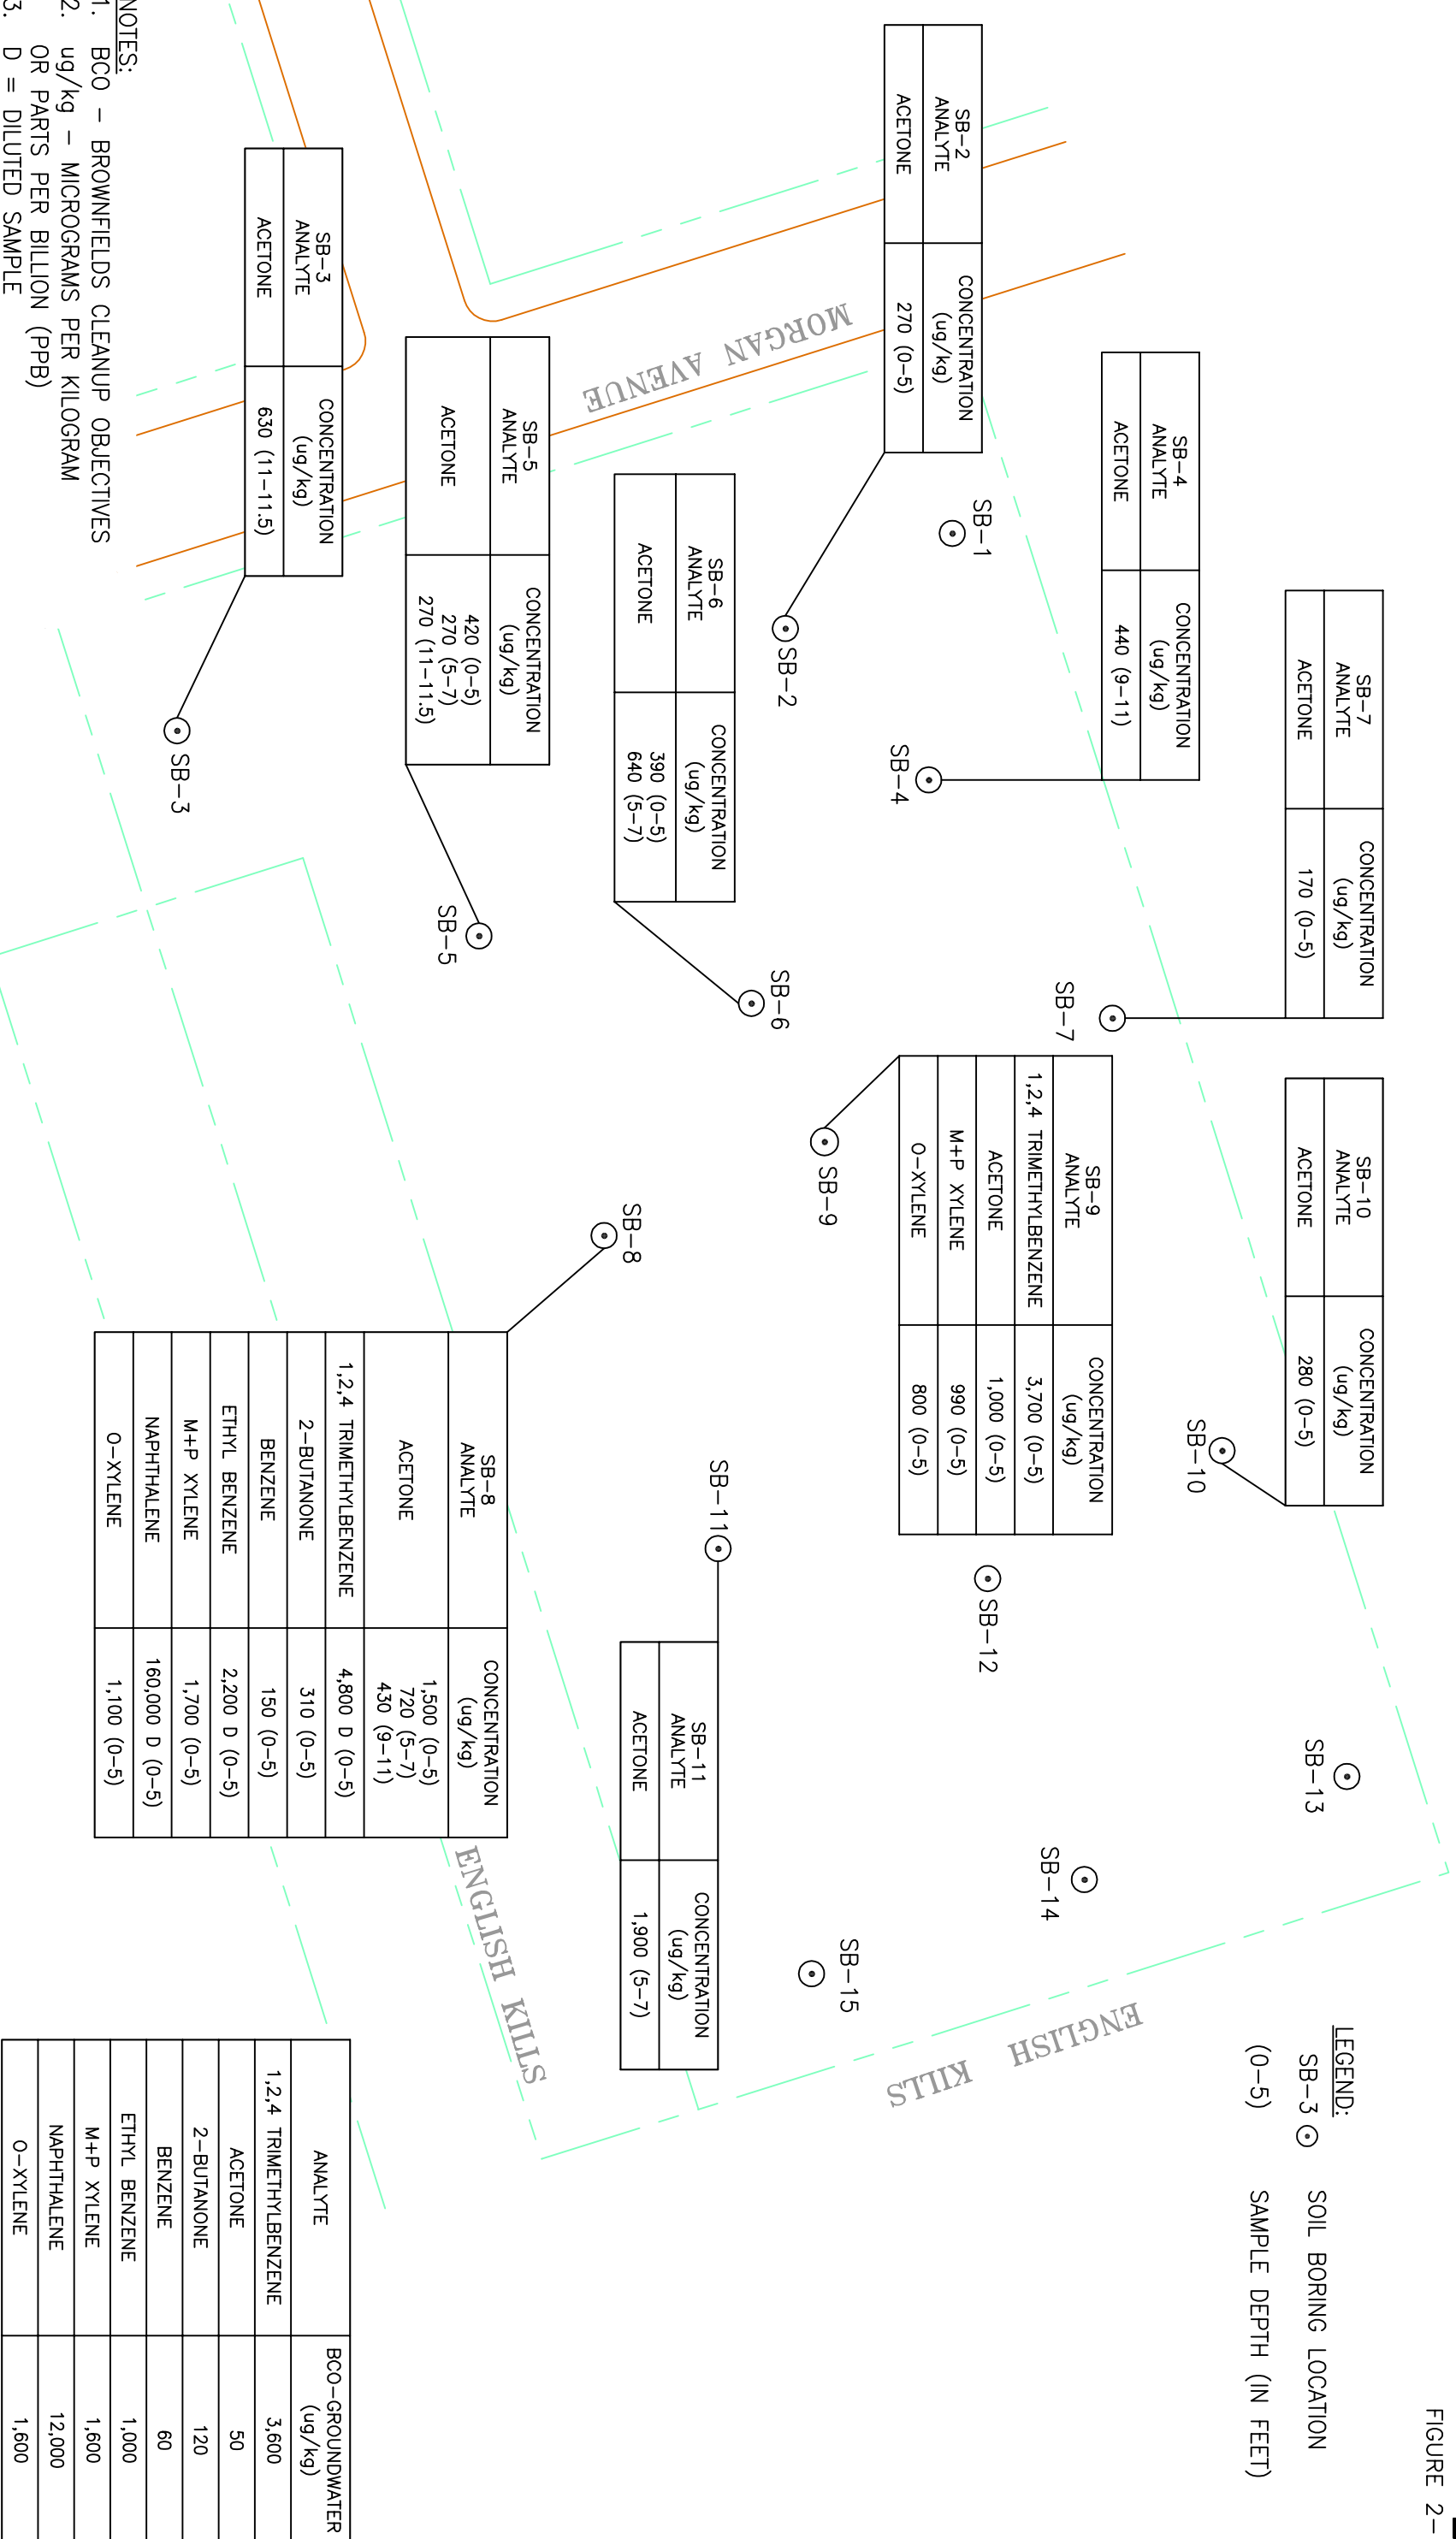 FIGURE 2-
LEGEND:
SB-3 SOIL BORING LOCATION
(0-5) SAMPLE DEPTH (IN FEET)
SB-7
ANALYTE
CONCENTRATION
(ug/kg)
ACETONE
170 (0-5)
SB-10
ANALYTE
CONCENTRATION
(ug/kg)
ACETONE
280 (0-5)
SB-4
ANALYTE
CONCENTRATION
(ug/kg)
ACETONE
440 (9-11)
SB-2
ANALYTE
CONCENTRATION
(ug/kg)
ACETONE
270 (0-5)
SB-9
ANALYTE
CONCENTRATION
(ug/kg)
1,2,4 TRIMETHYLBENZENE
3,700 (0-5)
ACETONE
1,000 (0-5)
M+P XYLENE
990 (0-5)
O-XYLENE
800 (0-5)
SB-13
SB-10
SB-7
SB-14
SB-1
SB-12
SB-4
SB-15
SB-9
SB-2
SB-6
SB-11
SB-8
SB-5
SB-3
MORGAN AVENUE
ENGLISH KILLS
ENGLISH KILLS
SB-6
ANALYTE
CONCENTRATION
(ug/kg)
ACETONE
390 (0-5)
640 (5-7)
SB-11
ANALYTE
CONCENTRATION
(ug/kg)
ACETONE
1,900 (5-7)
SB-5
ANALYTE
CONCENTRATION
(ug/kg)
ACETONE
420 (0-5)
270 (5-7)
270 (11-11.5)
SB-8
ANALYTE
CONCENTRATION
(ug/kg)
ACETONE
1,500 (0-5)
720 (5-7)
430 (9-11)
1,2,4 TRIMETHYLBENZENE
4,800 D (0-5)
2-BUTANONE
310 (0-5)
BENZENE
150 (0-5)
ETHYL BENZENE
2,200 D (0-5)
M+P XYLENE
1,700 (0-5)
NAPHTHALENE
160,000 D (0-5)
O-XYLENE
1,100 (0-5)
SB-3
ANALYTE
CONCENTRATION
(ug/kg)
ACETONE
630 (11-11.5)
ANALYTE
BCO-GROUNDWATER
(ug/kg)
1,2,4 TRIMETHYLBENZENE
3,600
ACETONE
50
2-BUTANONE
120
BENZENE
60
ETHYL BENZENE
1,000
M+P XYLENE
1,600
NAPHTHALENE
12,000
O-XYLENE
1,600
NOTES:
1. BCO - BROWNFIELDS CLEANUP OBJECTIVES
2. ug/kg - MICROGRAMS PER KILOGRAM
OR PARTS PER BILLION (PPB)
3. D = DILUTED SAMPLE